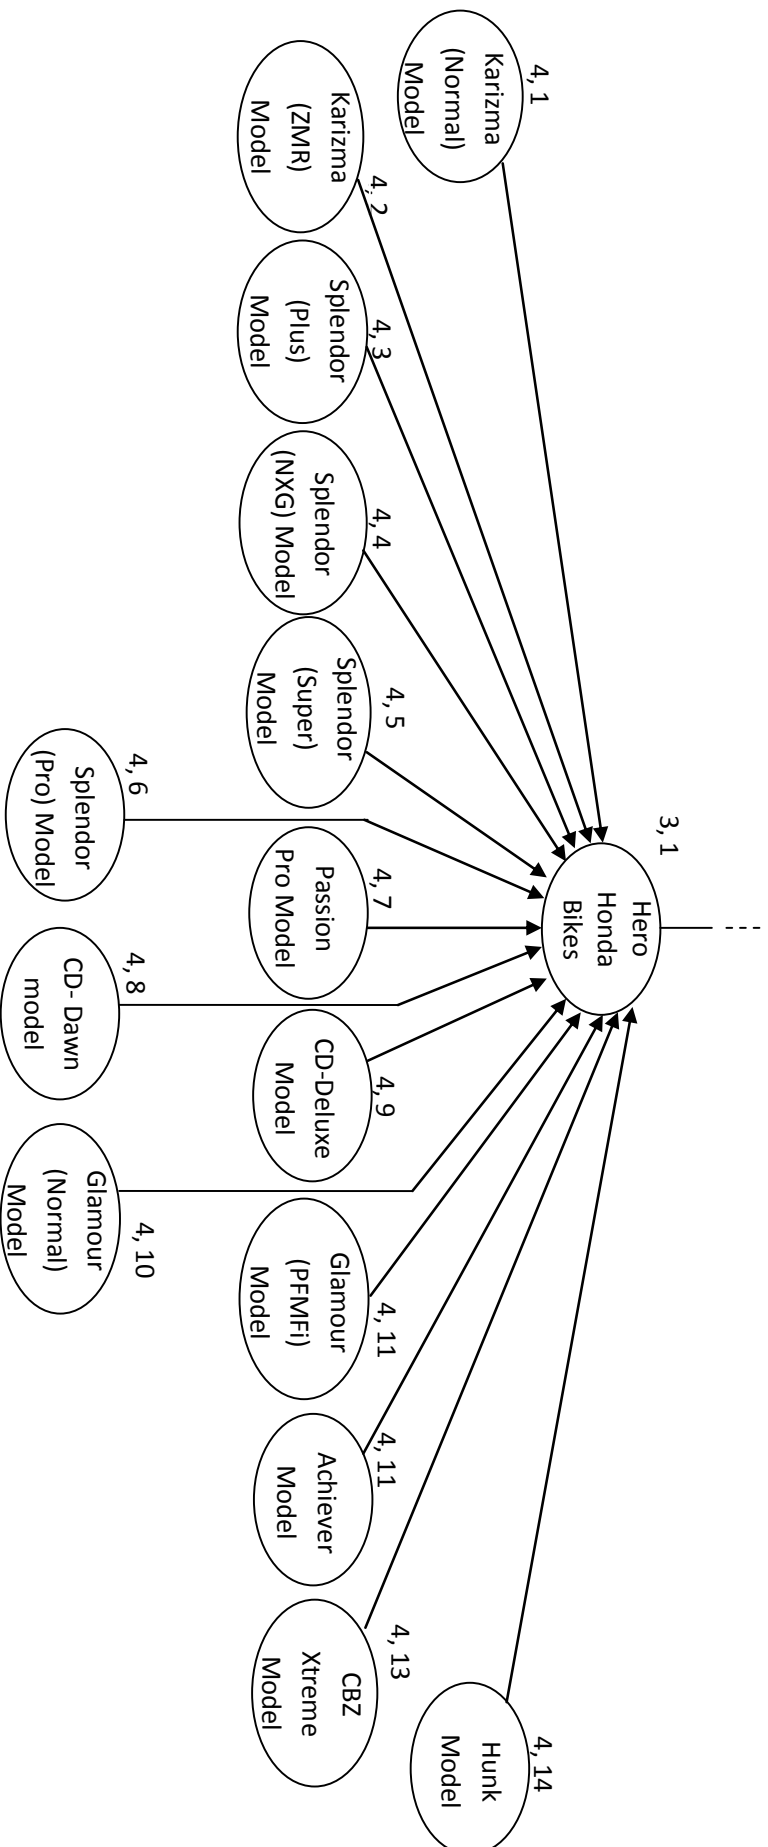 3, 1
Hero
Honda
Bikes
4, 1
Karizma
(Normal)
Model
4, 2
Karizma
(ZMR)
Model
4, 3
Splendor
(Plus)
Model
4, 4
Splendor
(NXG) Model
4, 5
Splendor
(Super)
Model
4, 6
Splendor
(Pro) Model
4, 7
Passion
Pro Model
4, 8
CD- Dawn
model
4, 9
CD-Deluxe
Model
4, 10
Glamour
(Normal)
Model
4, 11
Glamour
(PFMFi)
Model
4, 11
Achiever
Model
4, 13
CBZ
Xtreme
Model
4, 14
Hunk
Model